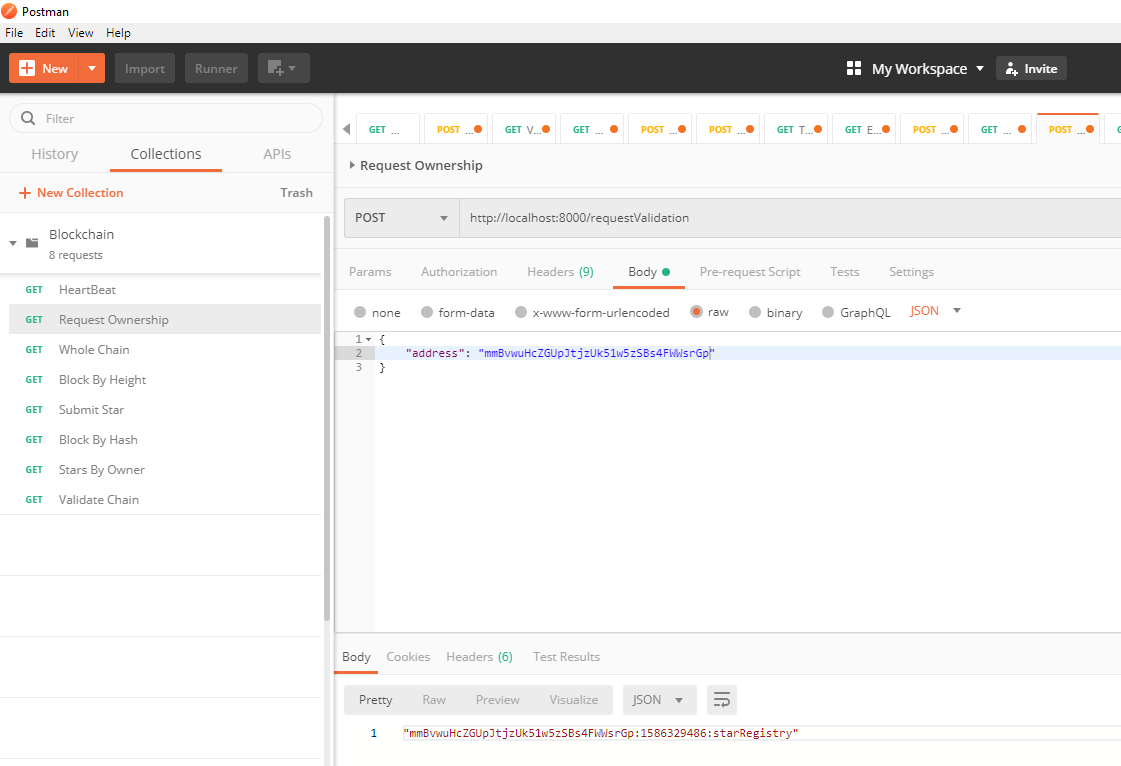 Postman
File Edit View Help
New Import Runner My Workspace Invite
Filter
History Collections APIs
New Collection Trash
Blockchain
8 requests
GET HeartBeat
GET Request Ownership
GET Whole Chain
GET Block By Height
GET Submit Star
GET Block By Hash
GET Stars By Owner
GET Validate Chain
GET ... POST ... GET V... GET ... POST ... POST ... GET T... GET E... POST ... GET ... POST ...
Request Ownership
POST http://localhost:8000/requestValidation
Params Authorization Headers (9) Body Pre-request Script Tests Settings
none form-data x-www-form-urlencoded raw binary GraphQL JSON
1 {
2 "address": "mmBvwuHcZGUpJtjzUk51w5zSBs4FWWsrGp"
3 }
Body Cookies Headers (6) Test Results
Pretty Raw Preview Visualize JSON
1 "mmBvwuHcZGUpJtjzUk51w5zSBs4FWWsrGp:1586329486:starRegistry"